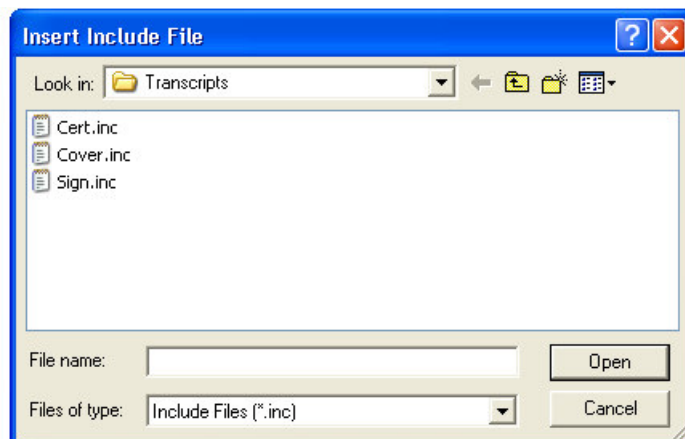 Insert Include File
Look in: Transcripts
Cert.inc
Cover.inc
Sign.inc
File name: Open
Files of type: Include Files (*.inc) Cancel